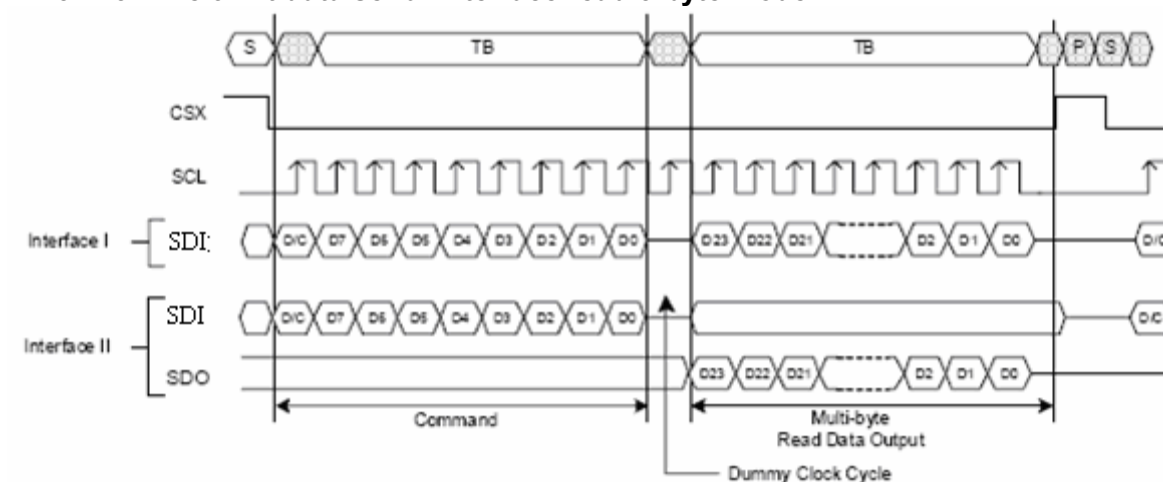 S TB TB P S
CSX
SCL
Interface I SDI: D/C D7 D6 D5 D4 D3 D2 D1 D0 D23 D22 D21 D2 D1 D0 D/C
SDI D/C D7 D6 D5 D4 D3 D2 D1 D0 D/C
Interface II
SDO D23 D22 D21 D2 D1 D0
Command
Multi-byte
Read Data Output
Dummy Clock Cycle